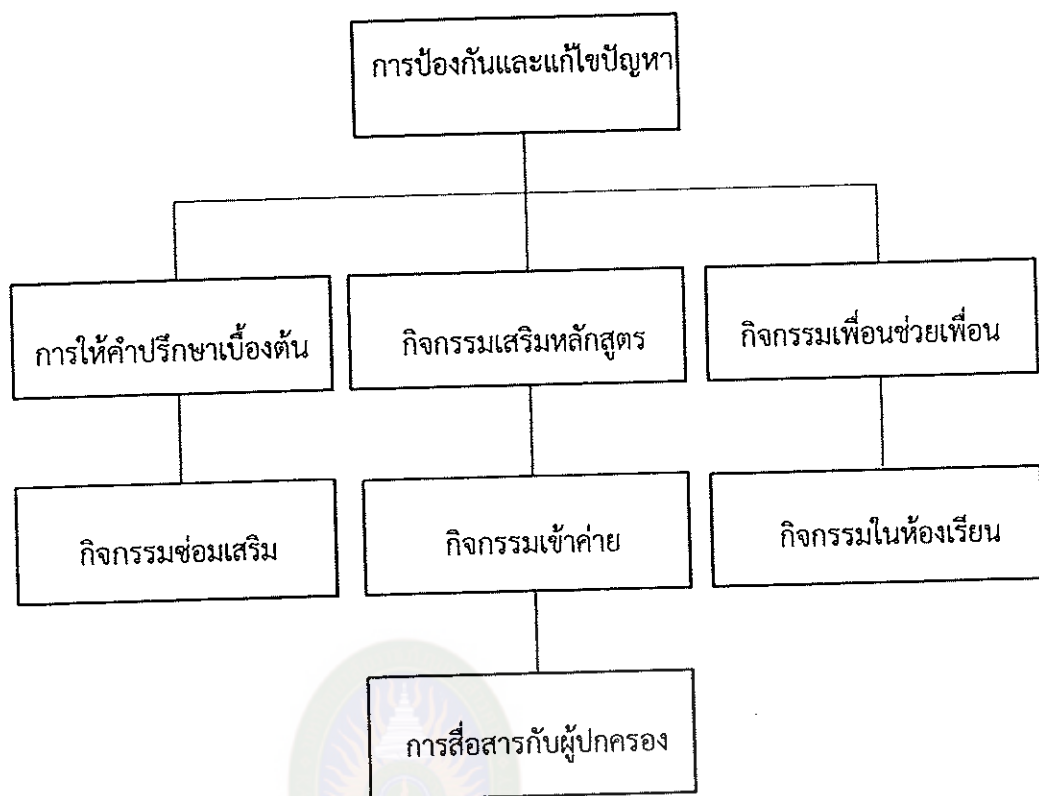 การป้องกันและแก้ไขปัญหา
การให้คำปรึกษาเบื้องต้น
กิจกรรมเสริมหลักสูตร
กิจกรรมเพื่อนช่วยเพื่อน
กิจกรรมซ่อมเสริม
กิจกรรมเข้าค่าย
กิจกรรมในห้องเรียน
การสื่อสารกับผู้ปกครอง